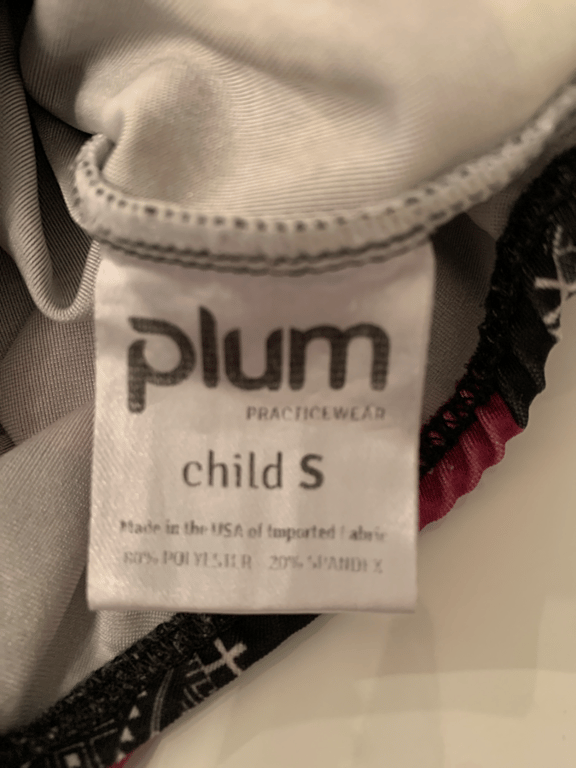 plum
PRACTICEWEAR
child S
Made in the USA of Imported Fabric
80% POLYESTER 20% SPANDEX